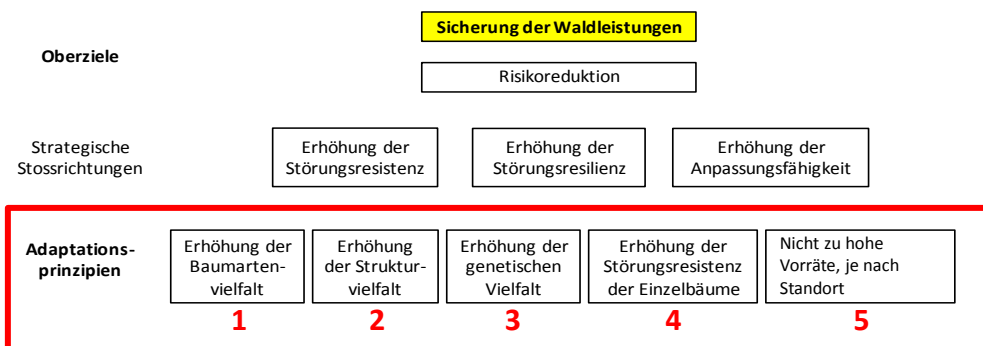 Oberziele
Sicherung der Waldleistungen
Risikoreduktion
Strategische
Stossrichtungen
Erhöhung der
Störungsresistenz
Erhöhung der
Störungsresilienz
Erhöhung der
Anpassungsfähigkeit
Adaptations-
prinzipien
Erhöhung der
Baumarten-
vielfalt
Erhöhung
der Struktur-
vielfalt
Erhöhung der
genetischen
Vielfalt
Erhöhung der
Störungsresistenz
der Einzelbäume
Nicht zu hohe
Vorräte, je nach
Standort
1
2
3
4
5